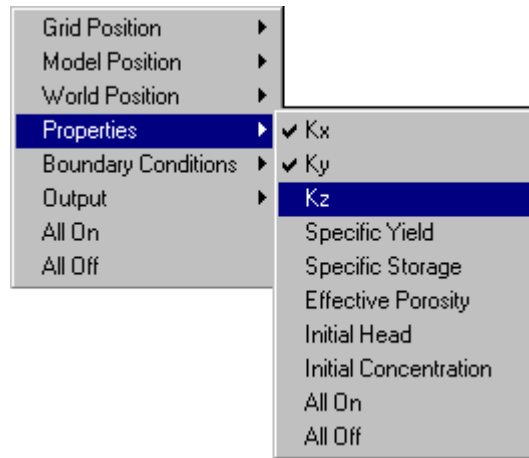 Grid Position
Model Position
World Position
Properties
Boundary Conditions
Output
All On
All Off
Kx
Ky
Kz
Specific Yield
Specific Storage
Effective Porosity
Initial Head
Initial Concentration
All On
All Off